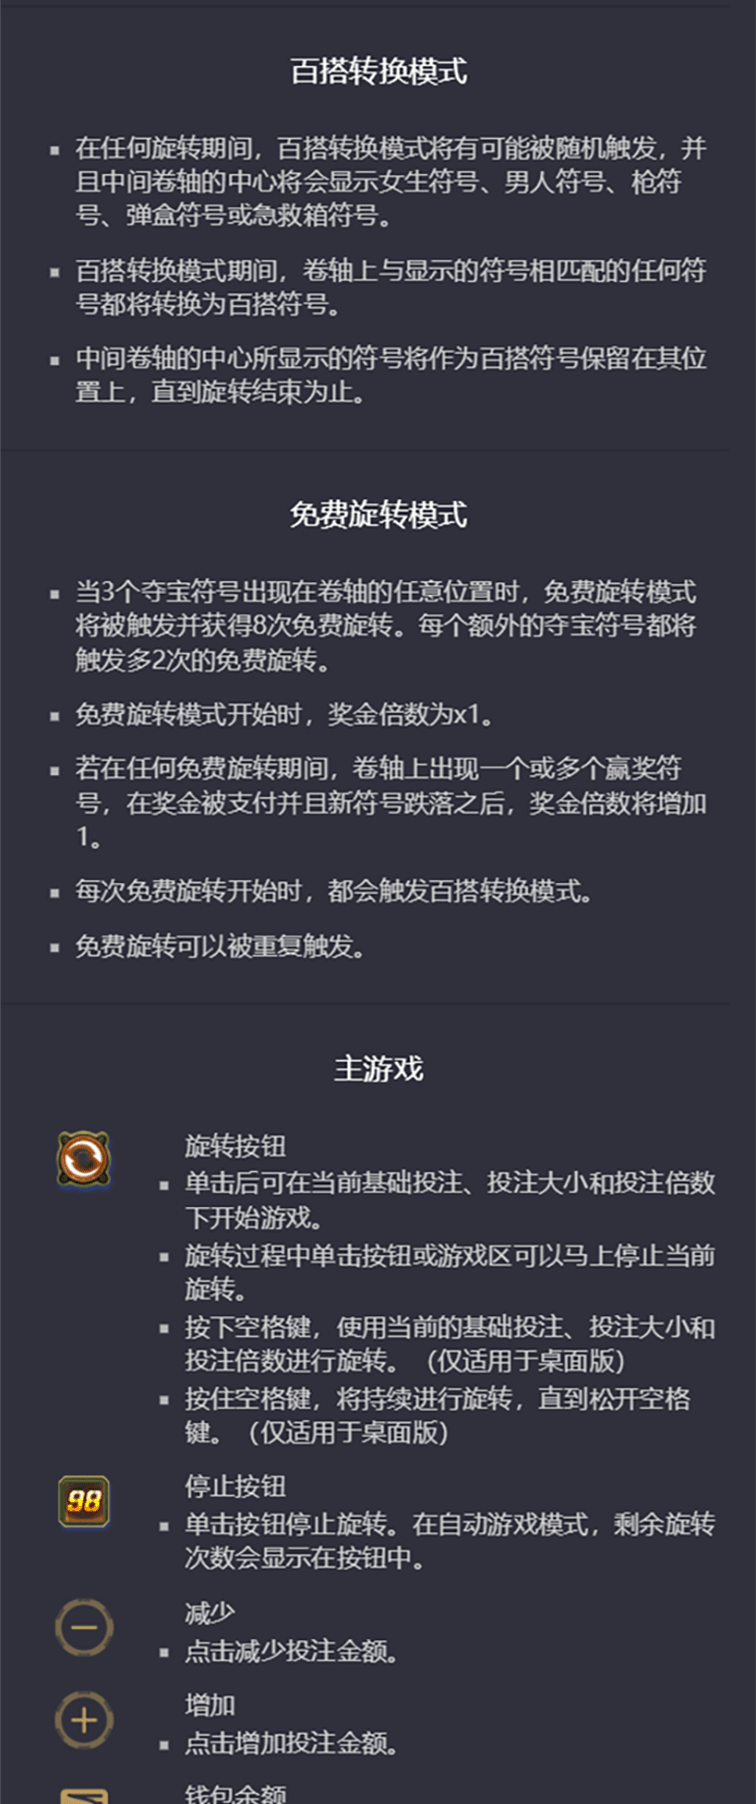 百搭转换模式
在任何旋转期间，百搭转换模式将有可能被随机触发，并
且中间卷轴的中心将会显示女生符号、男人符号、枪符
号、弹盒符号或急救箱符号。
百搭转换模式期间，卷轴上与显示的符号相匹配的任何符
号都将转换为百搭符号。
中间卷轴的中心所显示的符号将作为百搭符号保留在其位
置上，直到旋转结束为止。
免费旋转模式
当3个夺宝符号出现在卷轴的任意位置时，免费旋转模式
将被触发并获得8次免费旋转。每个额外的夺宝符号都将
触发多2次的免费旋转。
免费旋转模式开始时，奖金倍数为x1。
若在任何免费旋转期间，卷轴上出现一个或多个赢奖符
号，在奖金被支付并且新符号跌落之后，奖金倍数将增加
1。
每次免费旋转开始时，都会触发百搭转换模式。
免费旋转可以被重复触发。
主游戏
旋转按钮
单击后可在当前基础投注、投注大小和投注倍数
下开始游戏。
旋转过程中单击按钮或游戏区可以马上停止当前
旋转。
按下空格键，使用当前的基础投注、投注大小和
投注倍数进行旋转。（仅适用于桌面版）
按住空格键，将持续进行旋转，直到松开空格
键。（仅适用于桌面版）
98
停止按钮
单击按钮停止旋转。在自动游戏模式，剩余旋转
次数会显示在按钮中。
减少
点击减少投注金额。
增加
点击增加投注金额。
钱包余额